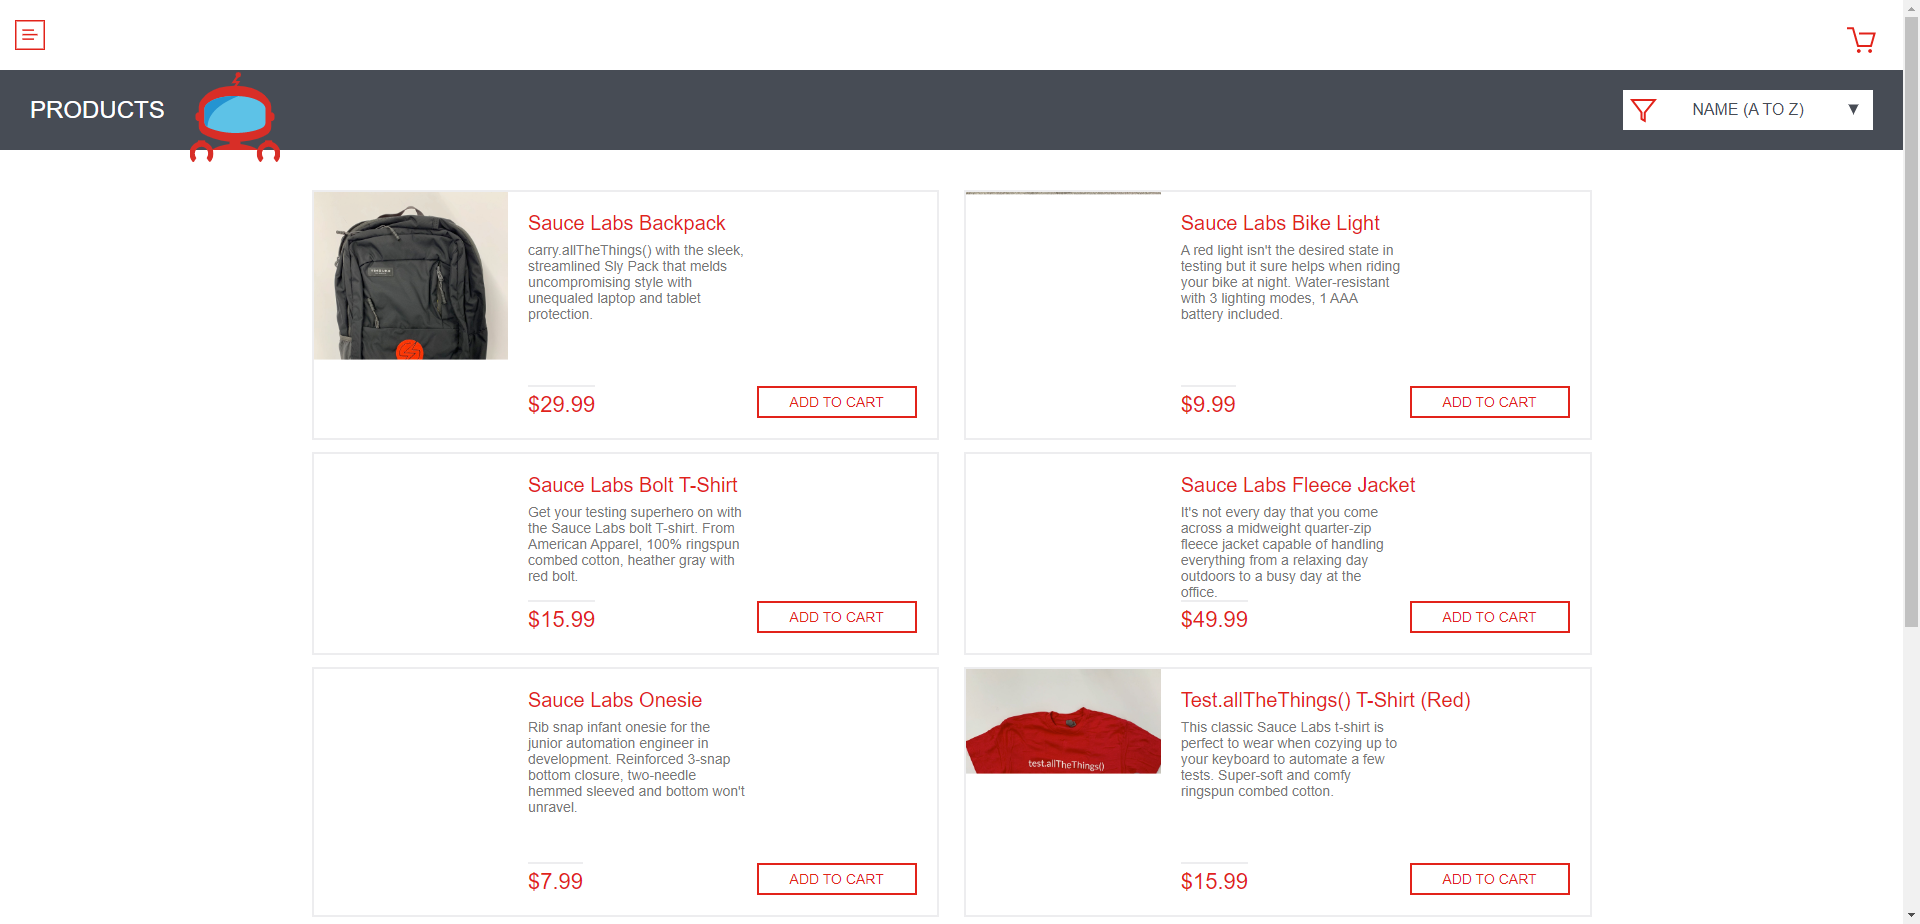 PRODUCTS
NAME (A TO Z)
Sauce Labs Backpack
carry.allTheThings() with the sleek,
streamlined Sly Pack that melds
uncompromising style with
unequaled laptop and tablet
protection.
$29.99
ADD TO CART
Sauce Labs Bike Light
A red light isn't the desired state in
testing but it sure helps when riding
your bike at night. Water-resistant
with 3 lighting modes, 1 AAA
battery included.
$9.99
ADD TO CART
Sauce Labs Bolt T-Shirt
Get your testing superhero on with
the Sauce Labs bolt T-shirt. From
American Apparel, 100% ringspun
combed cotton, heather gray with
red bolt.
$15.99
ADD TO CART
Sauce Labs Fleece Jacket
It's not every day that you come
across a midweight quarter-zip
fleece jacket capable of handling
everything from a relaxing day
outdoors to a busy day at the
office.
$49.99
ADD TO CART
Sauce Labs Onesie
Rib snap infant onesie for the
junior automation engineer in
development. Reinforced 3-snap
bottom closure, two-needle
hemmed sleeved and bottom won't
unravel.
$7.99
ADD TO CART
test.allTheThings()
Test.allTheThings() T-Shirt (Red)
This classic Sauce Labs t-shirt is
perfect to wear when cozying up to
your keyboard to automate a few
tests. Super-soft and comfy
ringspun combed cotton.
$15.99
ADD TO CART